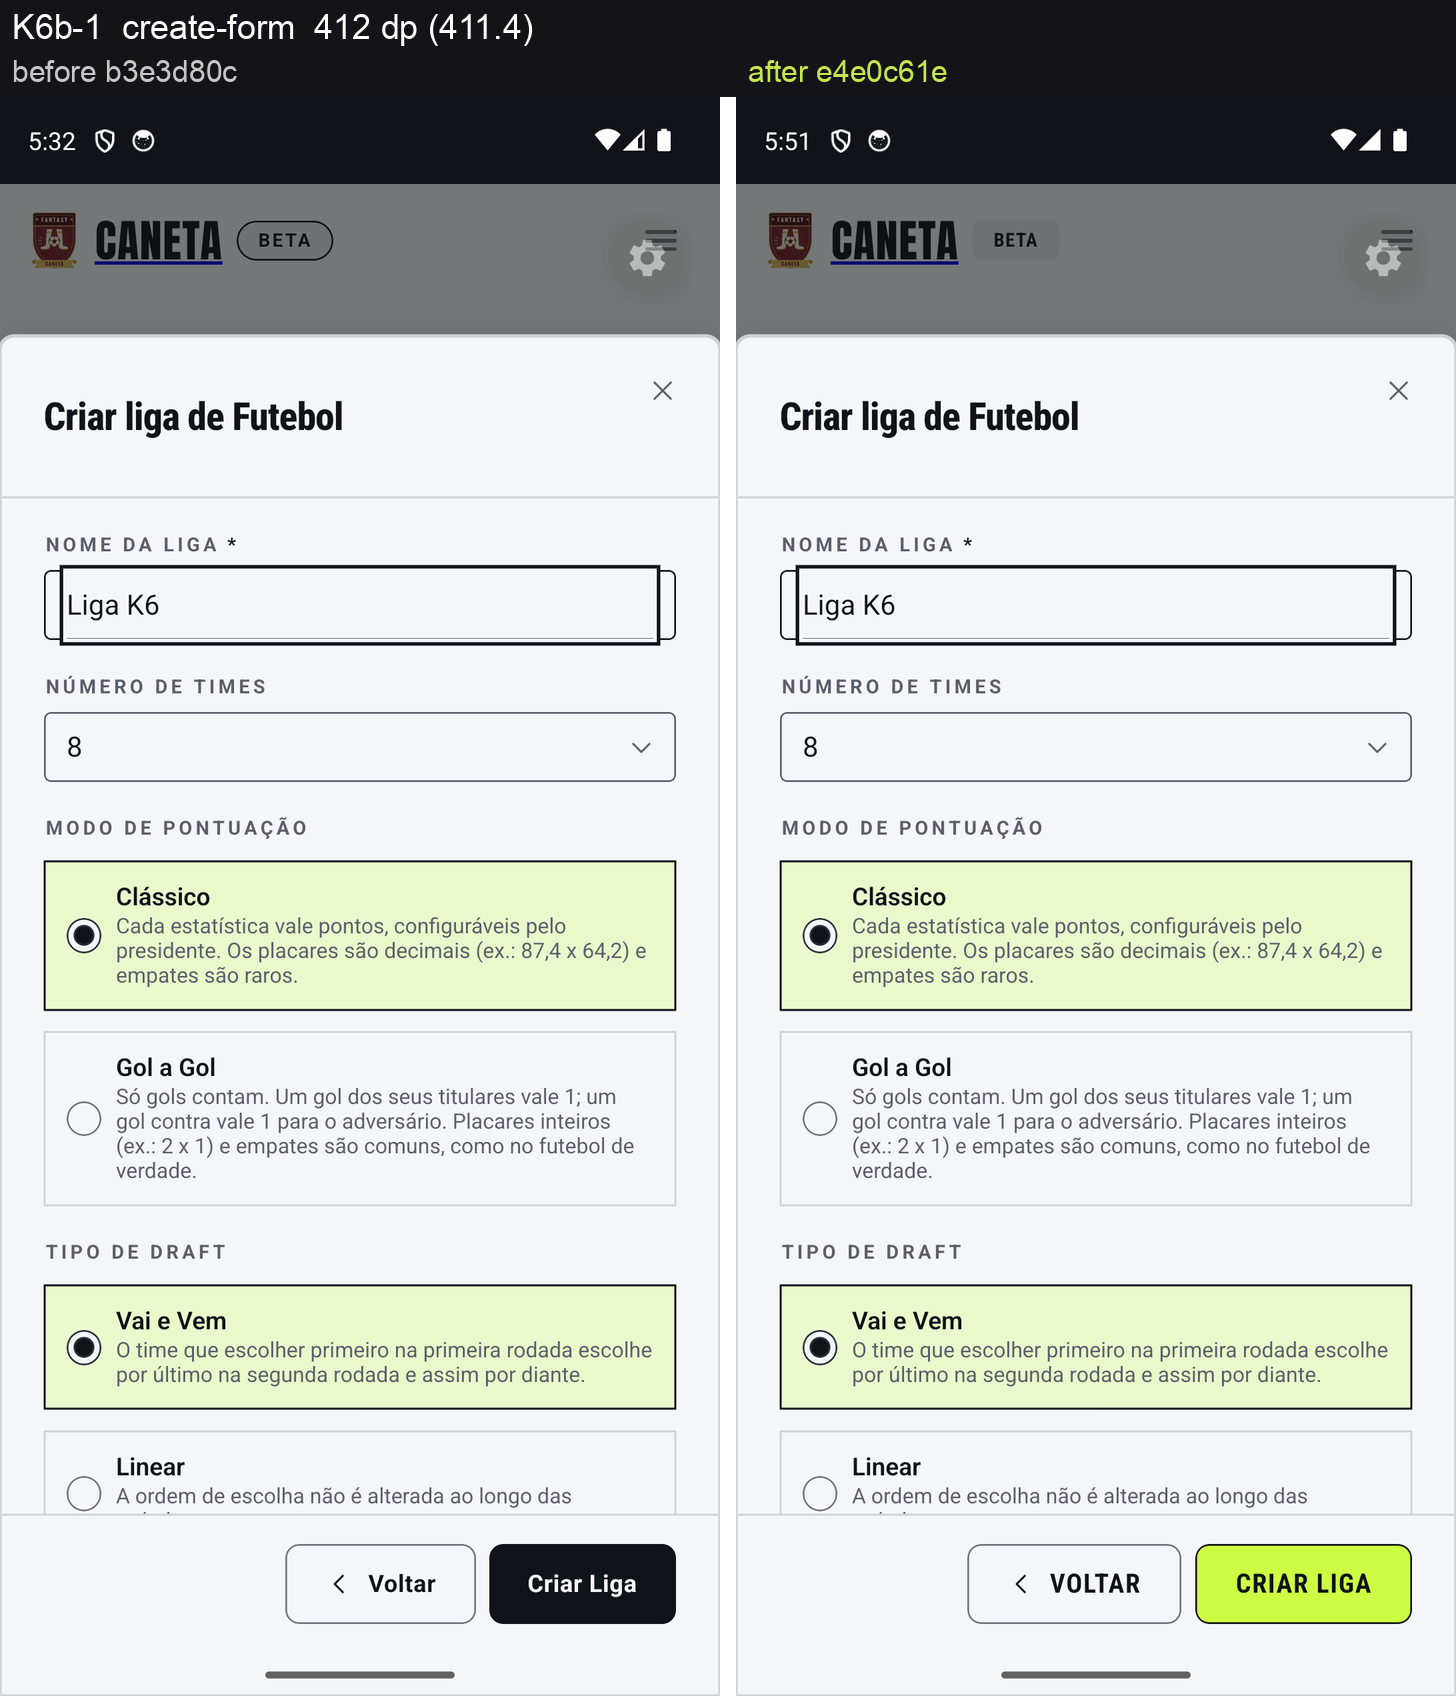 K6b-1  create-form  412 dp (411.4)
before b3e3d80c
after e4e0c61e
5:32
FANTASY
CANETA
CANETA
BETA
Criar liga de Futebol
NOME DA LIGA *
Liga K6
NÚMERO DE TIMES
8
MODO DE PONTUAÇÃO
Clássico
Cada estatística vale pontos, configuráveis pelo
presidente. Os placares são decimais (ex.: 87,4 x 64,2) e
empates são raros.
Gol a Gol
Só gols contam. Um gol dos seus titulares vale 1; um
gol contra vale 1 para o adversário. Placares inteiros
(ex.: 2 x 1) e empates são comuns, como no futebol de
verdade.
TIPO DE DRAFT
Vai e Vem
O time que escolher primeiro na primeira rodada escolhe
por último na segunda rodada e assim por diante.
Linear
A ordem de escolha não é alterada ao longo das
Voltar
Criar Liga
5:51
FANTASY
CANETA
CANETA
BETA
Criar liga de Futebol
NOME DA LIGA *
Liga K6
NÚMERO DE TIMES
8
MODO DE PONTUAÇÃO
Clássico
Cada estatística vale pontos, configuráveis pelo
presidente. Os placares são decimais (ex.: 87,4 x 64,2) e
empates são raros.
Gol a Gol
Só gols contam. Um gol dos seus titulares vale 1; um
gol contra vale 1 para o adversário. Placares inteiros
(ex.: 2 x 1) e empates são comuns, como no futebol de
verdade.
TIPO DE DRAFT
Vai e Vem
O time que escolher primeiro na primeira rodada escolhe
por último na segunda rodada e assim por diante.
Linear
A ordem de escolha não é alterada ao longo das
VOLTAR
CRIAR LIGA